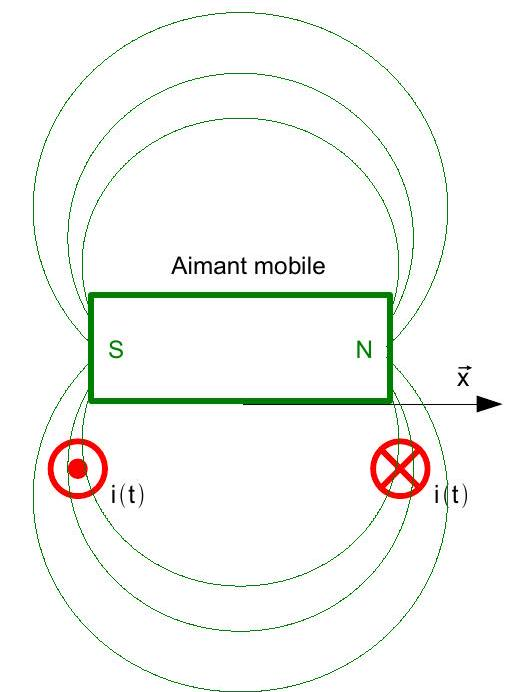 Aimant mobile
S N
x⃗
i(t) i(t)